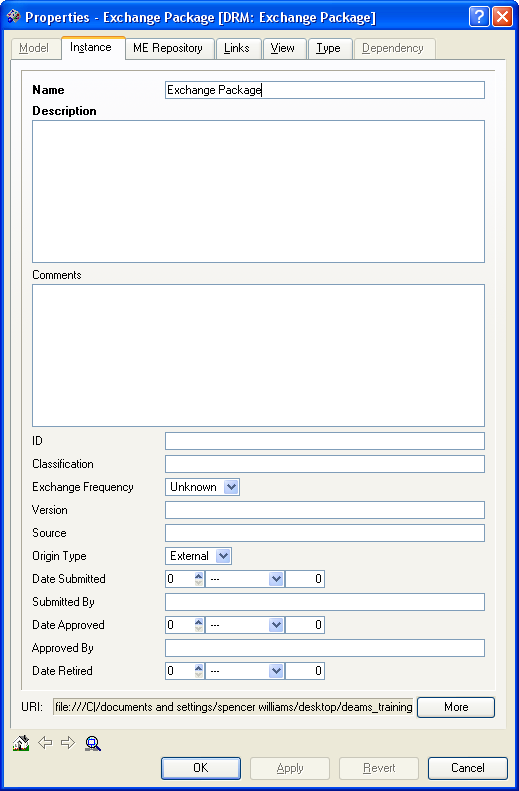 Properties - Exchange Package [DRM: Exchange Package]
Model Instance ME Repository Links View Type Dependency
Name Exchange Package
Description
Comments
ID
Classification
Exchange Frequency Unknown
Version
Source
Origin Type External
Date Submitted 0 --- 0
Submitted By
Date Approved 0 --- 0
Approved By
Date Retired 0 --- 0
URI: file:///C|/documents and settings/spencer williams/desktop/deams_training More
OK Apply Revert Cancel